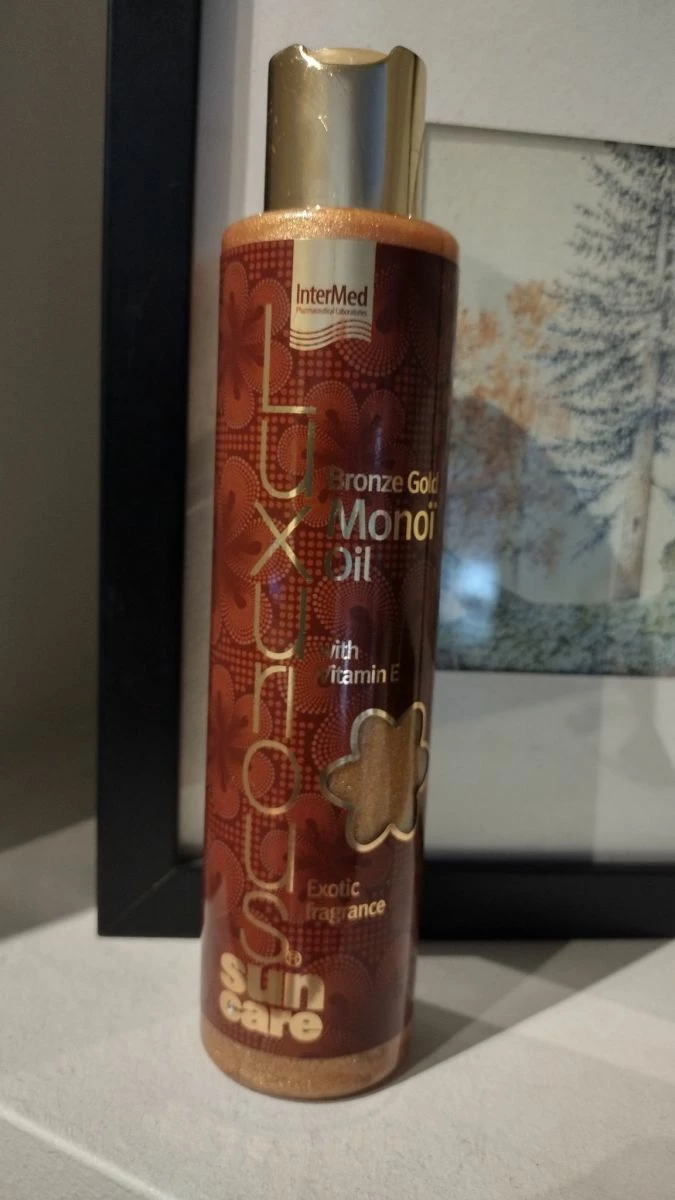 InterMed
Pharmaceutical Laboratories
Luxurious®
Bronze Gold
Monoï
Oil
with
vitamin E
Exotic
fragrance
sun
care